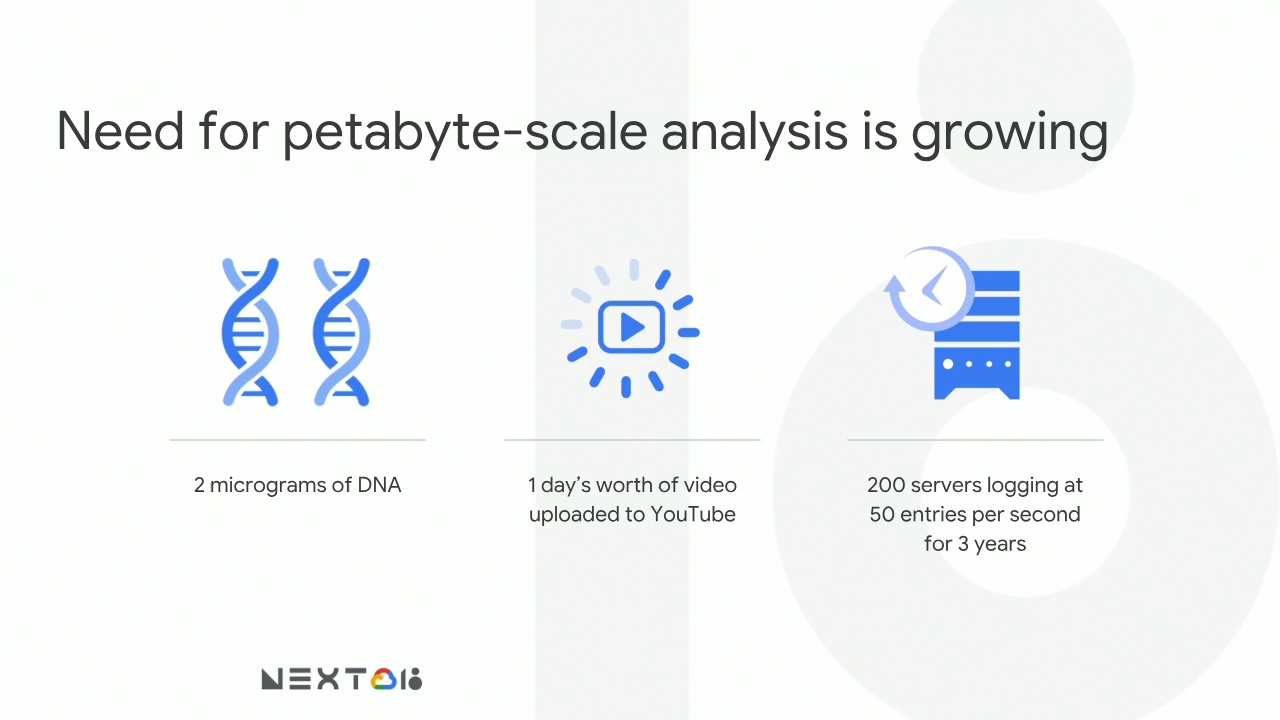 Need for petabyte-scale analysis is growing
2 micrograms of DNA
1 day’s worth of video
uploaded to YouTube
200 servers logging at
50 entries per second
for 3 years
NEXT 18